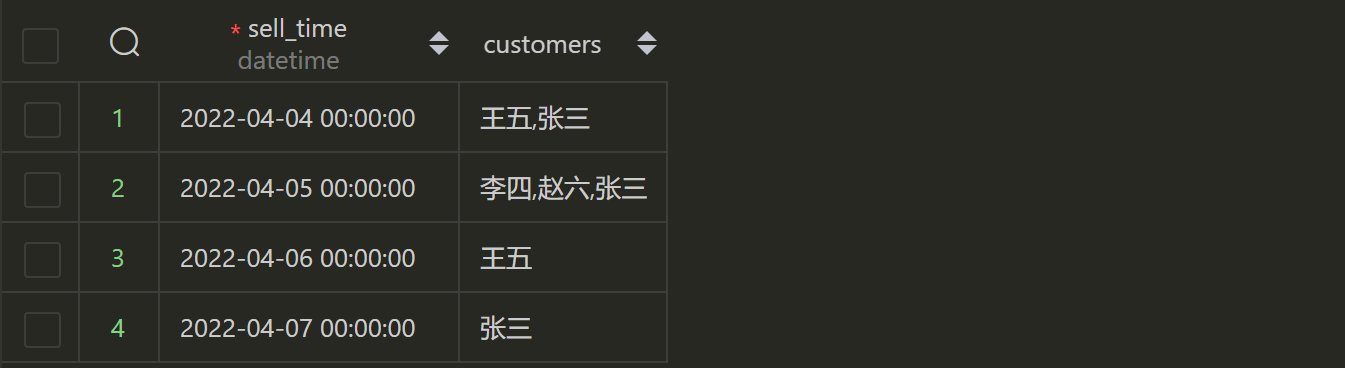 * sell_time customers
datetime
1 2022-04-04 00:00:00 王五,张三
2 2022-04-05 00:00:00 李四,赵六,张三
3 2022-04-06 00:00:00 王五
4 2022-04-07 00:00:00 张三